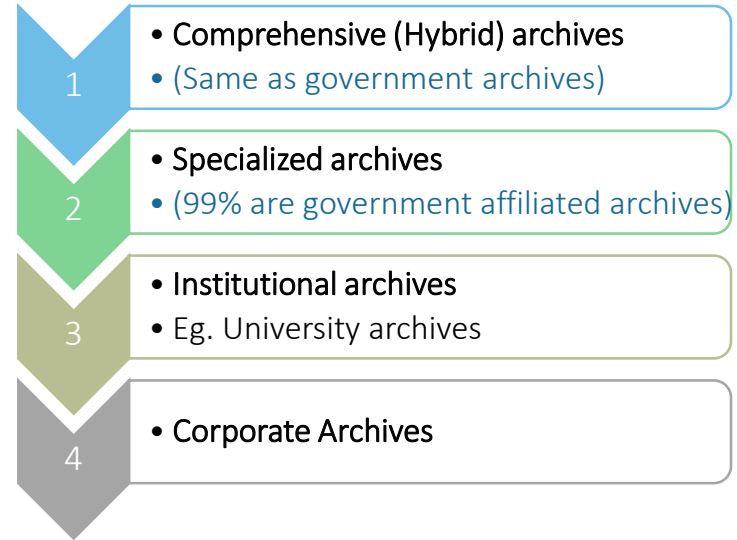 1
• Comprehensive (Hybrid) archives
• (Same as government archives)
2
• Specialized archives
• (99% are government affiliated archives)
3
• Institutional archives
• Eg. University archives
4
• Corporate Archives